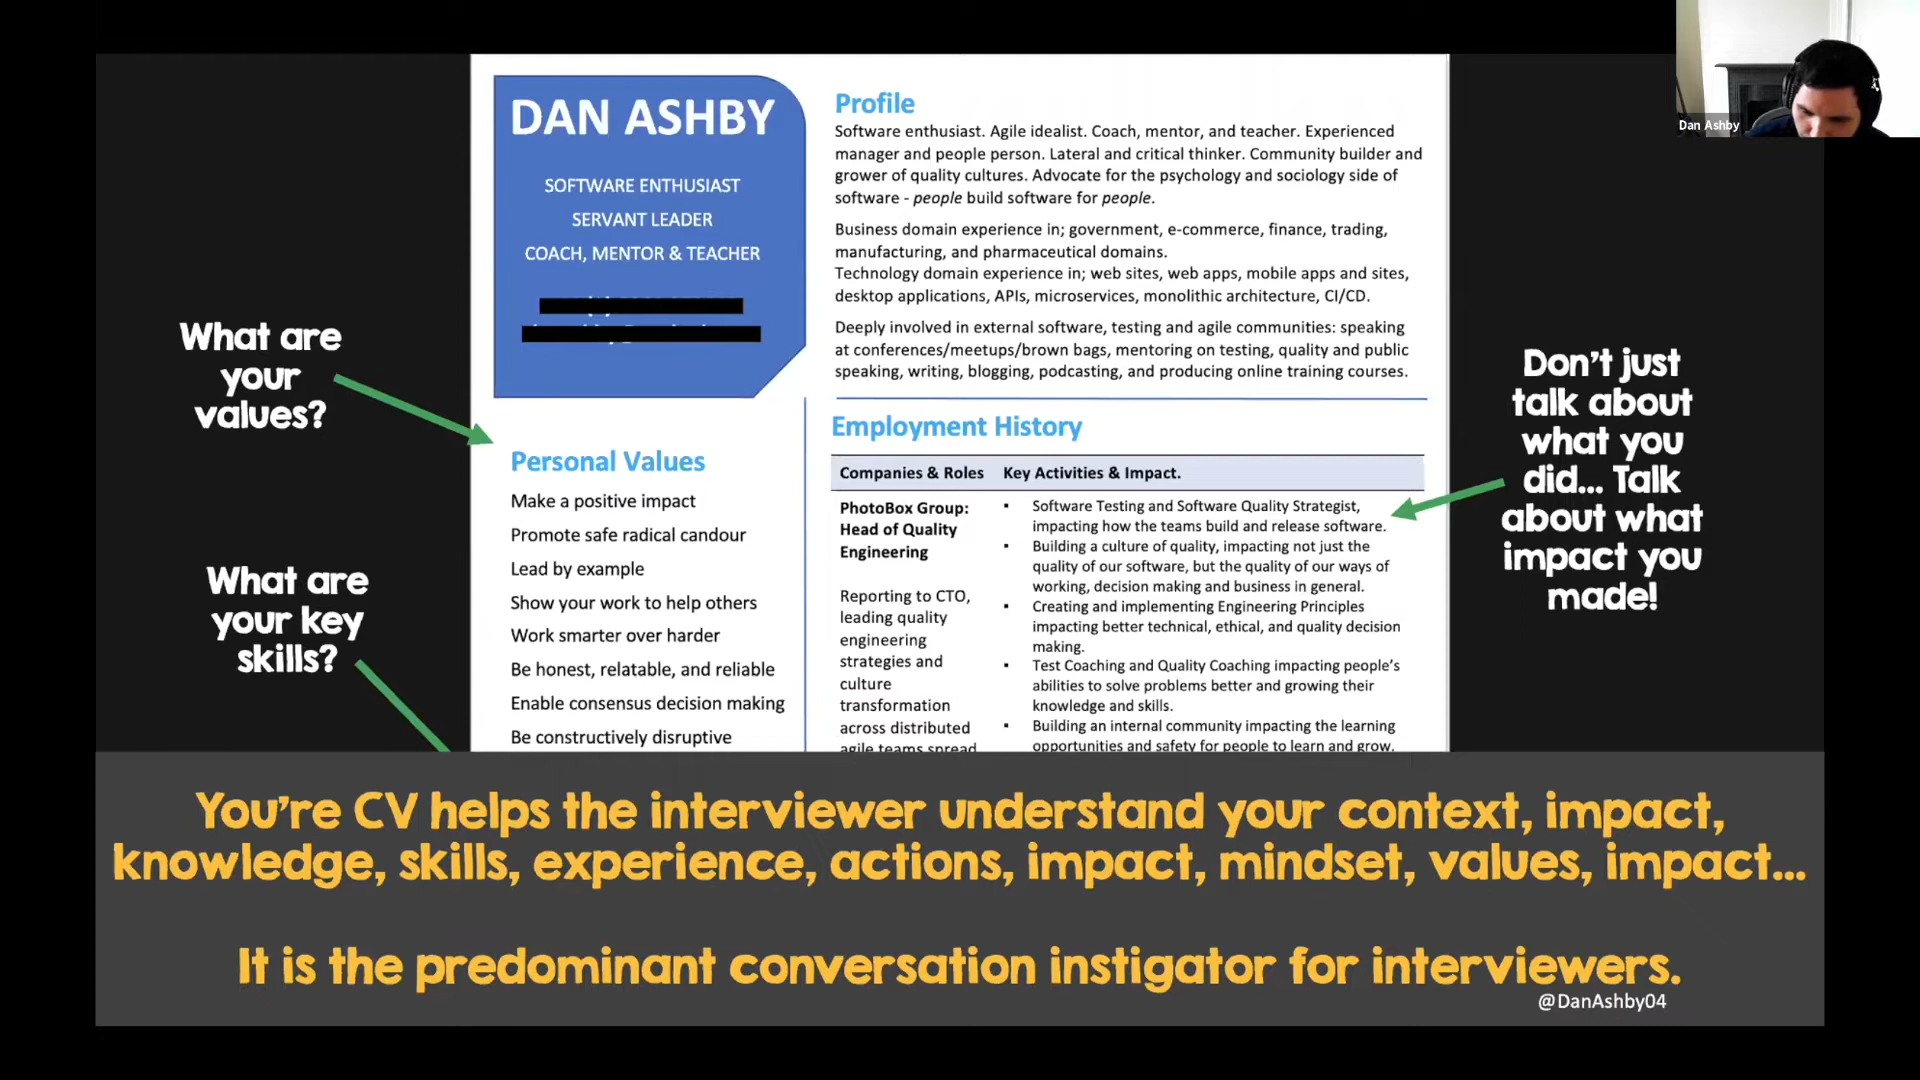 DAN ASHBY
SOFTWARE ENTHUSIAST
SERVANT LEADER
COACH, MENTOR & TEACHER
Profile
Software enthusiast. Agile idealist. Coach, mentor, and teacher. Experienced
manager and people person. Lateral and critical thinker. Community builder and
grower of quality cultures. Advocate for the psychology and sociology side of
software - people build software for people.
Business domain experience in; government, e-commerce, finance, trading,
manufacturing, and pharmaceutical domains.
Technology domain experience in; web sites, web apps, mobile apps and sites,
desktop applications, APIs, microservices, monolithic architecture, CI/CD.
Deeply involved in external software, testing and agile communities: speaking
at conferences/meetups/brown bags, mentoring on testing, quality and public
speaking, writing, blogging, podcasting, and producing online training courses.
What are
your
values?
Personal Values
Make a positive impact
Promote safe radical candour
Lead by example
Show your work to help others
Work smarter over harder
Be honest, relatable, and reliable
Enable consensus decision making
Be constructively disruptive
What are
your key
skills?
Employment History
Companies & Roles
Key Activities & Impact.
PhotoBox Group:
Head of Quality
Engineering
Reporting to CTO,
leading quality
engineering
strategies and
culture
transformation
across distributed
agile teams spread
▪ Software Testing and Software Quality Strategist,
impacting how the teams build and release software.
▪ Building a culture of quality, impacting not just the
quality of our software, but the quality of our ways of
working, decision making and business in general.
▪ Creating and implementing Engineering Principles
impacting better technical, ethical, and quality decision
making.
▪ Test Coaching and Quality Coaching impacting people's
abilities to solve problems better and growing their
knowledge and skills.
▪ Building an internal community impacting the learning
opportunities and safety for people to learn and grow.
Don't just
talk about
what you
did... Talk
about what
impact you
made!
You're CV helps the interviewer understand your context, impact,
knowledge, skills, experience, actions, impact, mindset, values, impact...
It is the predominant conversation instigator for interviewers.
@DanAshby04
Dan Ashby